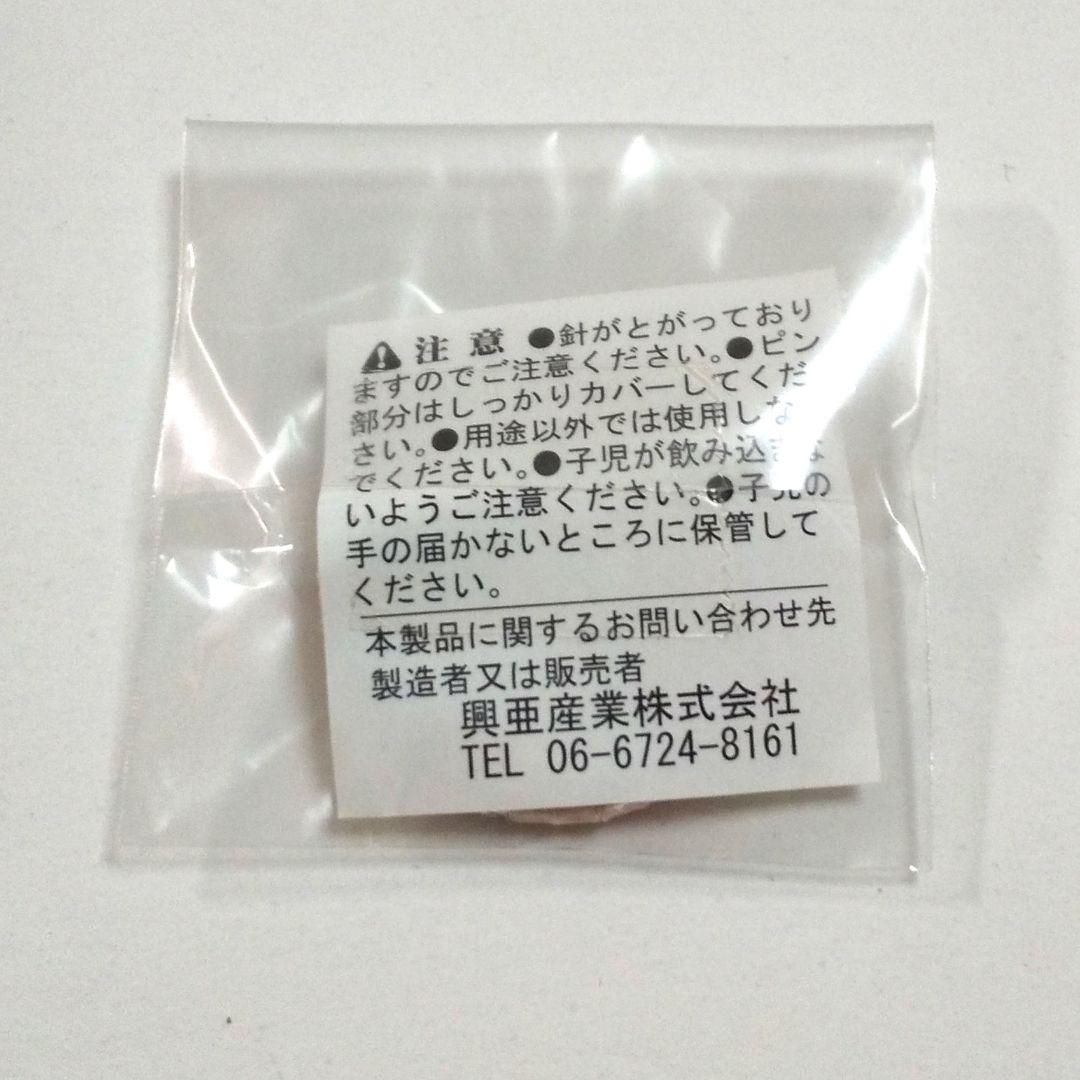 ⚠注意 ●針がとがっており
ますのでご注意ください。●ピン
部分はしっかりカバーしてくだ
さい。●用途以外では使用しない
でください。●子児が飲み込まな
いようご注意ください。●子児の
手の届かないところに保管して
ください。
本製品に関するお問い合わせ先
製造者又は販売者
興亜産業株式会社
TEL 06-6724-8161